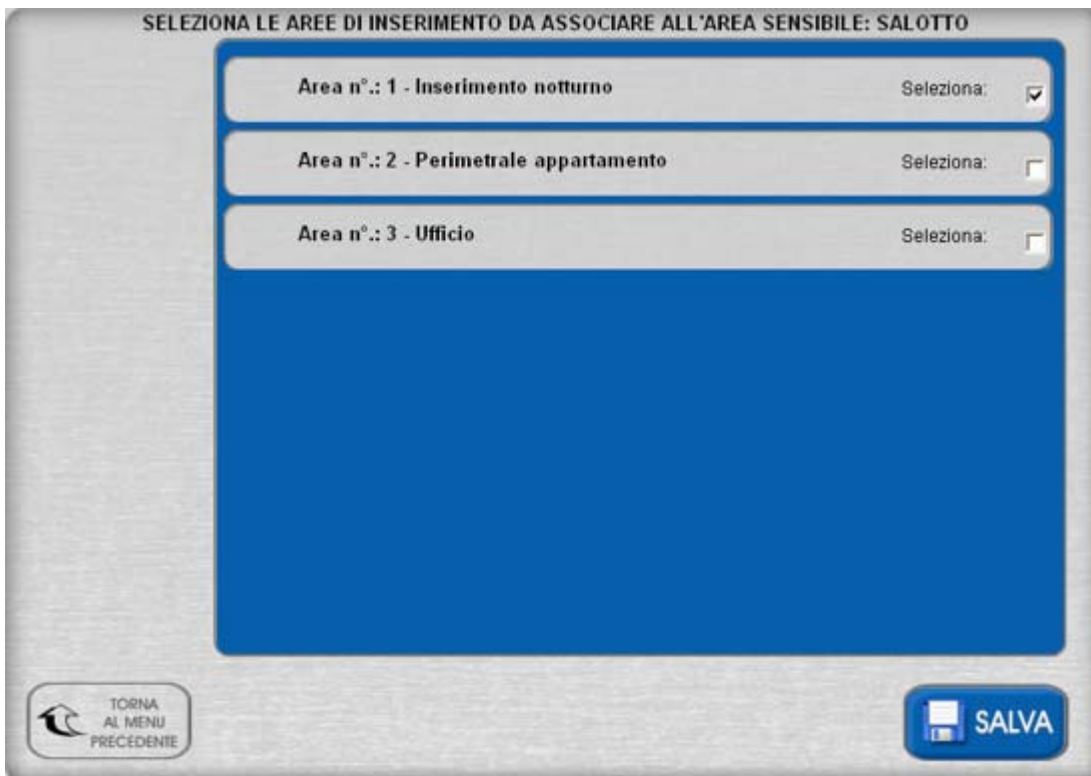 SELEZIONA LE AREE DI INSERIMENTO DA ASSOCIARE ALL'AREA SENSIBILE: SALOTTO
Area n°.: 1 - Inserimento notturno Seleziona:
Area n°.: 2 - Perimetrale appartamento Seleziona:
Area n°.: 3 - Ufficio Seleziona:
TORNA
AL MENU
PRECEDENTE
SALVA